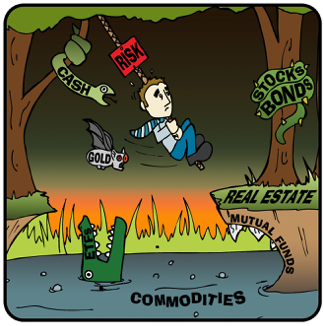 RISK
CASH
STOCKS
BONDS
GOLD
REAL ESTATE
MUTUAL FUNDS
ETFS
COMMODITIES